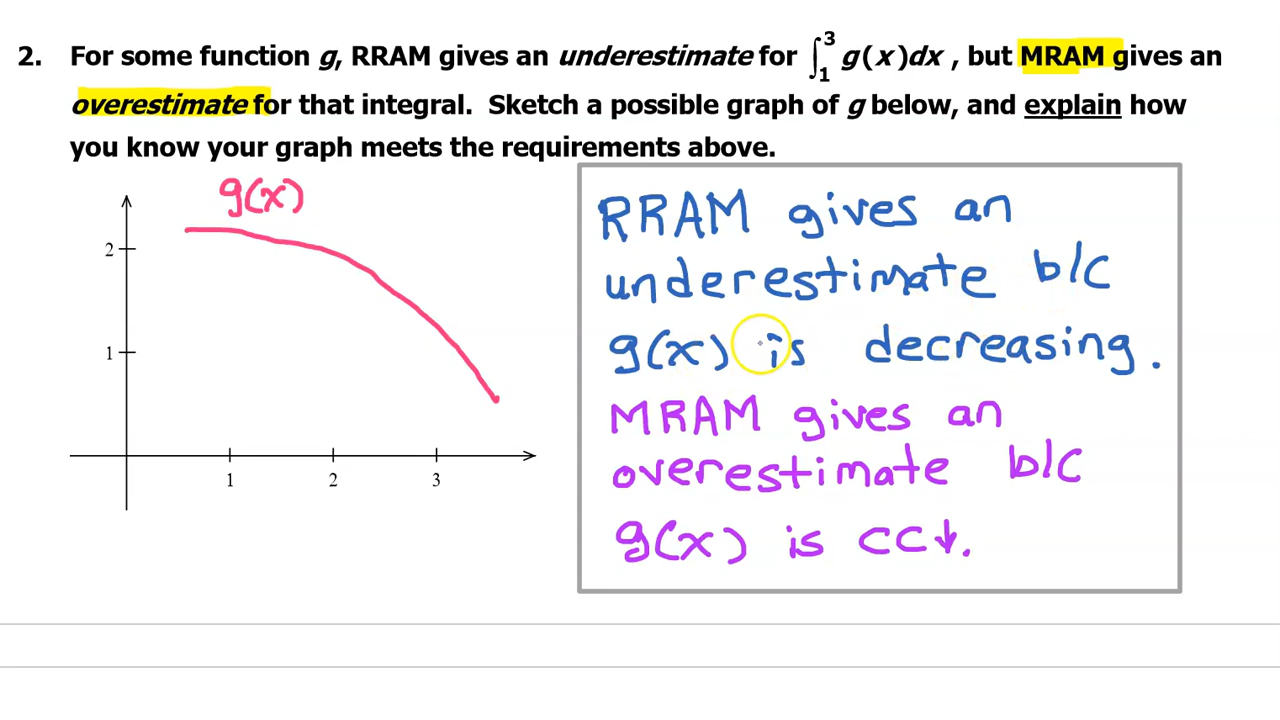 2. For some function g, RRAM gives an underestimate for ∫₁³ g(x)dx , but MRAM gives an
overestimate for that integral. Sketch a possible graph of g below, and explain how
you know your graph meets the requirements above.
g(x)
2
1
1 2 3
RRAM gives an
underestimate b/c
g(x) is decreasing.
MRAM gives an
overestimate b/c
g(x) is CC↓.